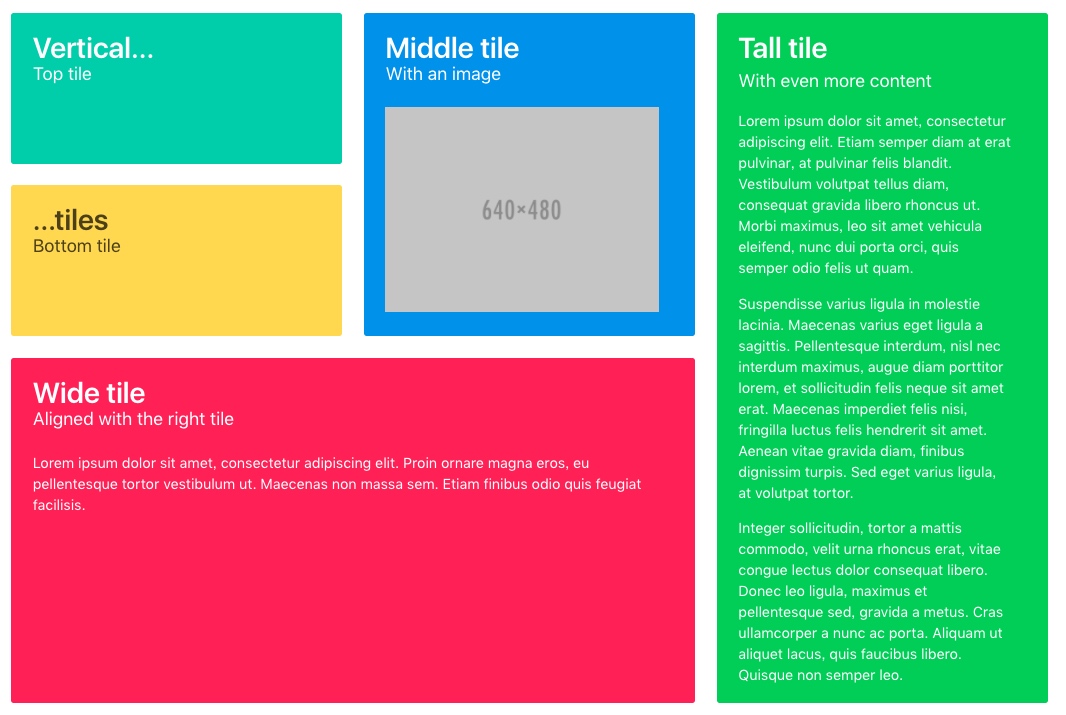 Vertical...
Top tile
...tiles
Bottom tile
Middle tile
With an image
640×480
Wide tile
Aligned with the right tile
Lorem ipsum dolor sit amet, consectetur adipiscing elit. Proin ornare magna eros, eu
pellentesque tortor vestibulum ut. Maecenas non massa sem. Etiam finibus odio quis feugiat
facilisis.
Tall tile
With even more content
Lorem ipsum dolor sit amet, consectetur
adipiscing elit. Etiam semper diam at erat
pulvinar, at pulvinar felis blandit.
Vestibulum volutpat tellus diam,
consequat gravida libero rhoncus ut.
Morbi maximus, leo sit amet vehicula
eleifend, nunc dui porta orci, quis
semper odio felis ut quam.
Suspendisse varius ligula in molestie
lacinia. Maecenas varius eget ligula a
sagittis. Pellentesque interdum, nisl nec
interdum maximus, augue diam porttitor
lorem, et sollicitudin felis neque sit amet
erat. Maecenas imperdiet felis nisi,
fringilla luctus felis hendrerit sit amet.
Aenean vitae gravida diam, finibus
dignissim turpis. Sed eget varius ligula,
at volutpat tortor.
Integer sollicitudin, tortor a mattis
commodo, velit urna rhoncus erat, vitae
congue lectus dolor consequat libero.
Donec leo ligula, maximus et
pellentesque sed, gravida a metus. Cras
ullamcorper a nunc ac porta. Aliquam ut
aliquet lacus, quis faucibus libero.
Quisque non semper leo.